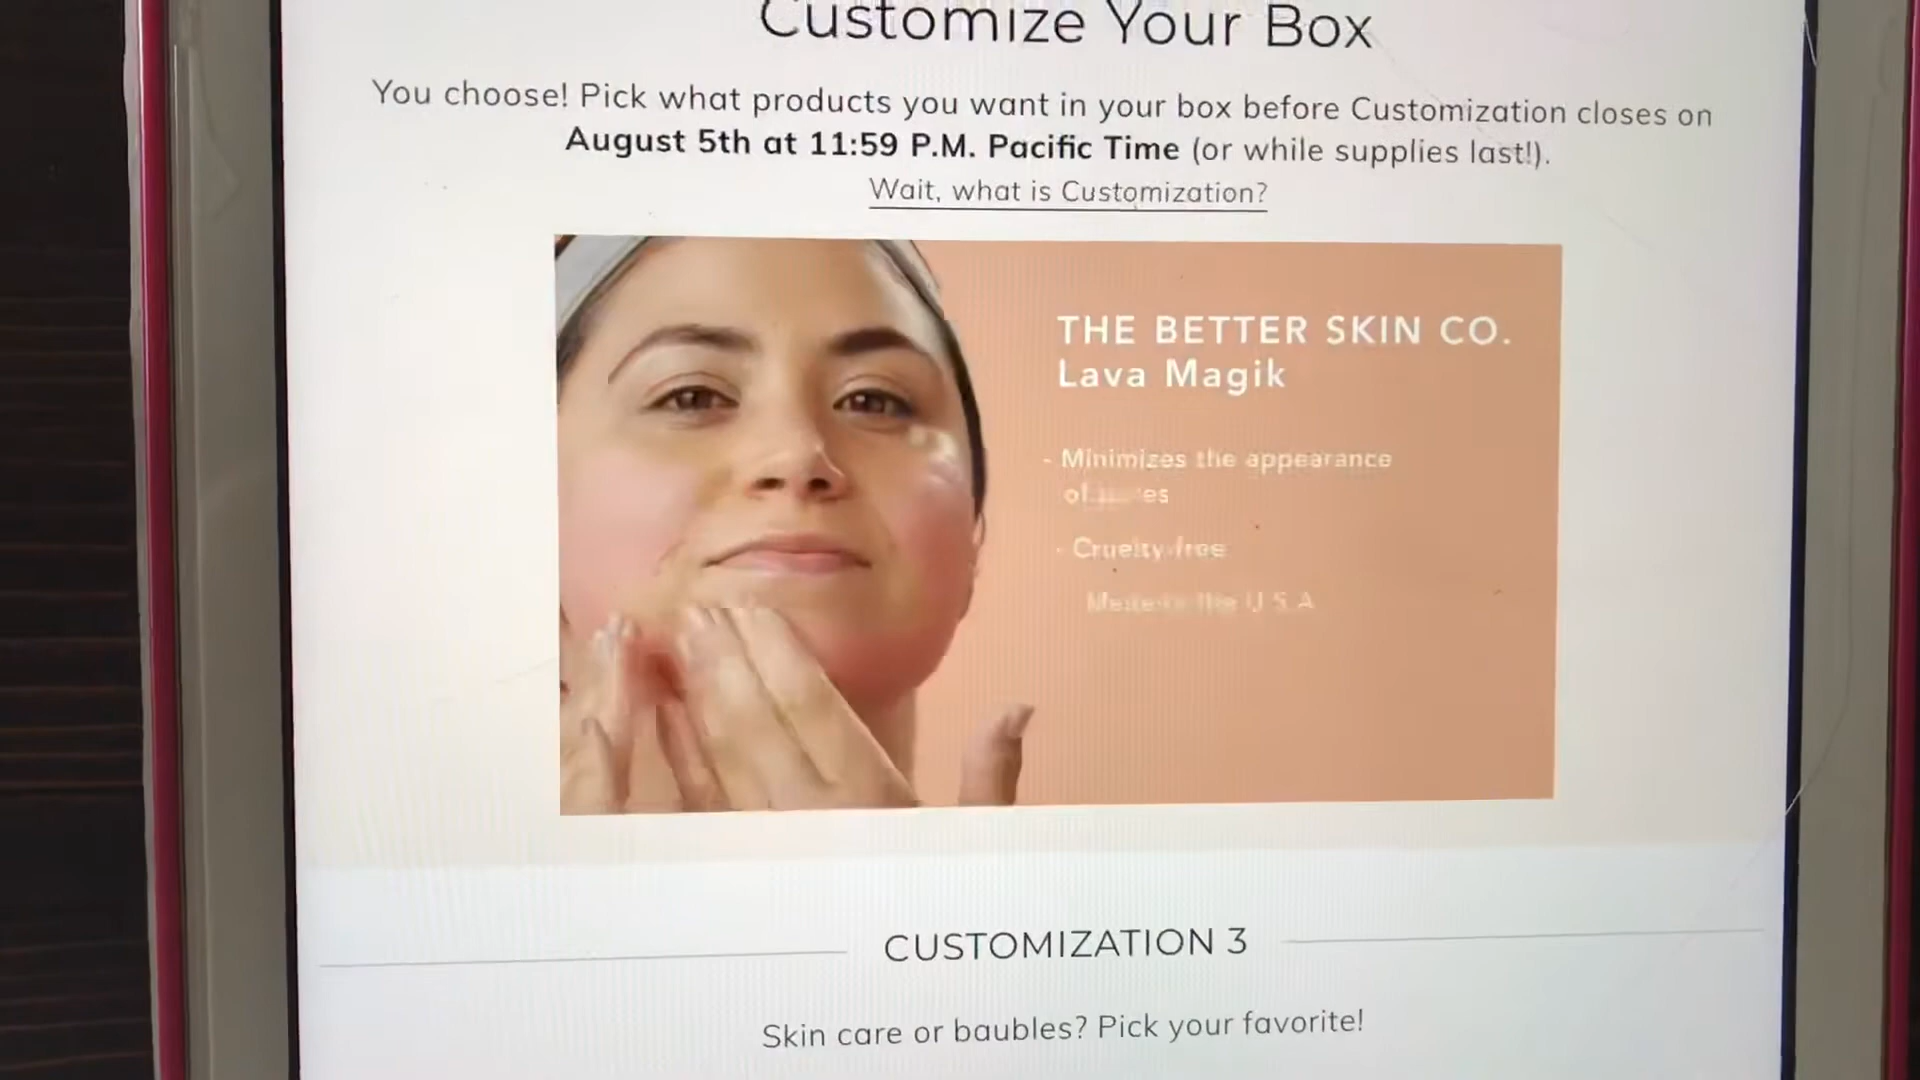 Customize Your Box
You choose! Pick what products you want in your box before Customization closes on
August 5th at 11:59 P.M. Pacific Time (or while supplies last!).
Wait, what is Customization?
THE BETTER SKIN CO.
Lava Magik
- Minimizes the appearance
of
- Cruelty-free
the U.S.A
CUSTOMIZATION 3
Skin care or baubles? Pick your favorite!